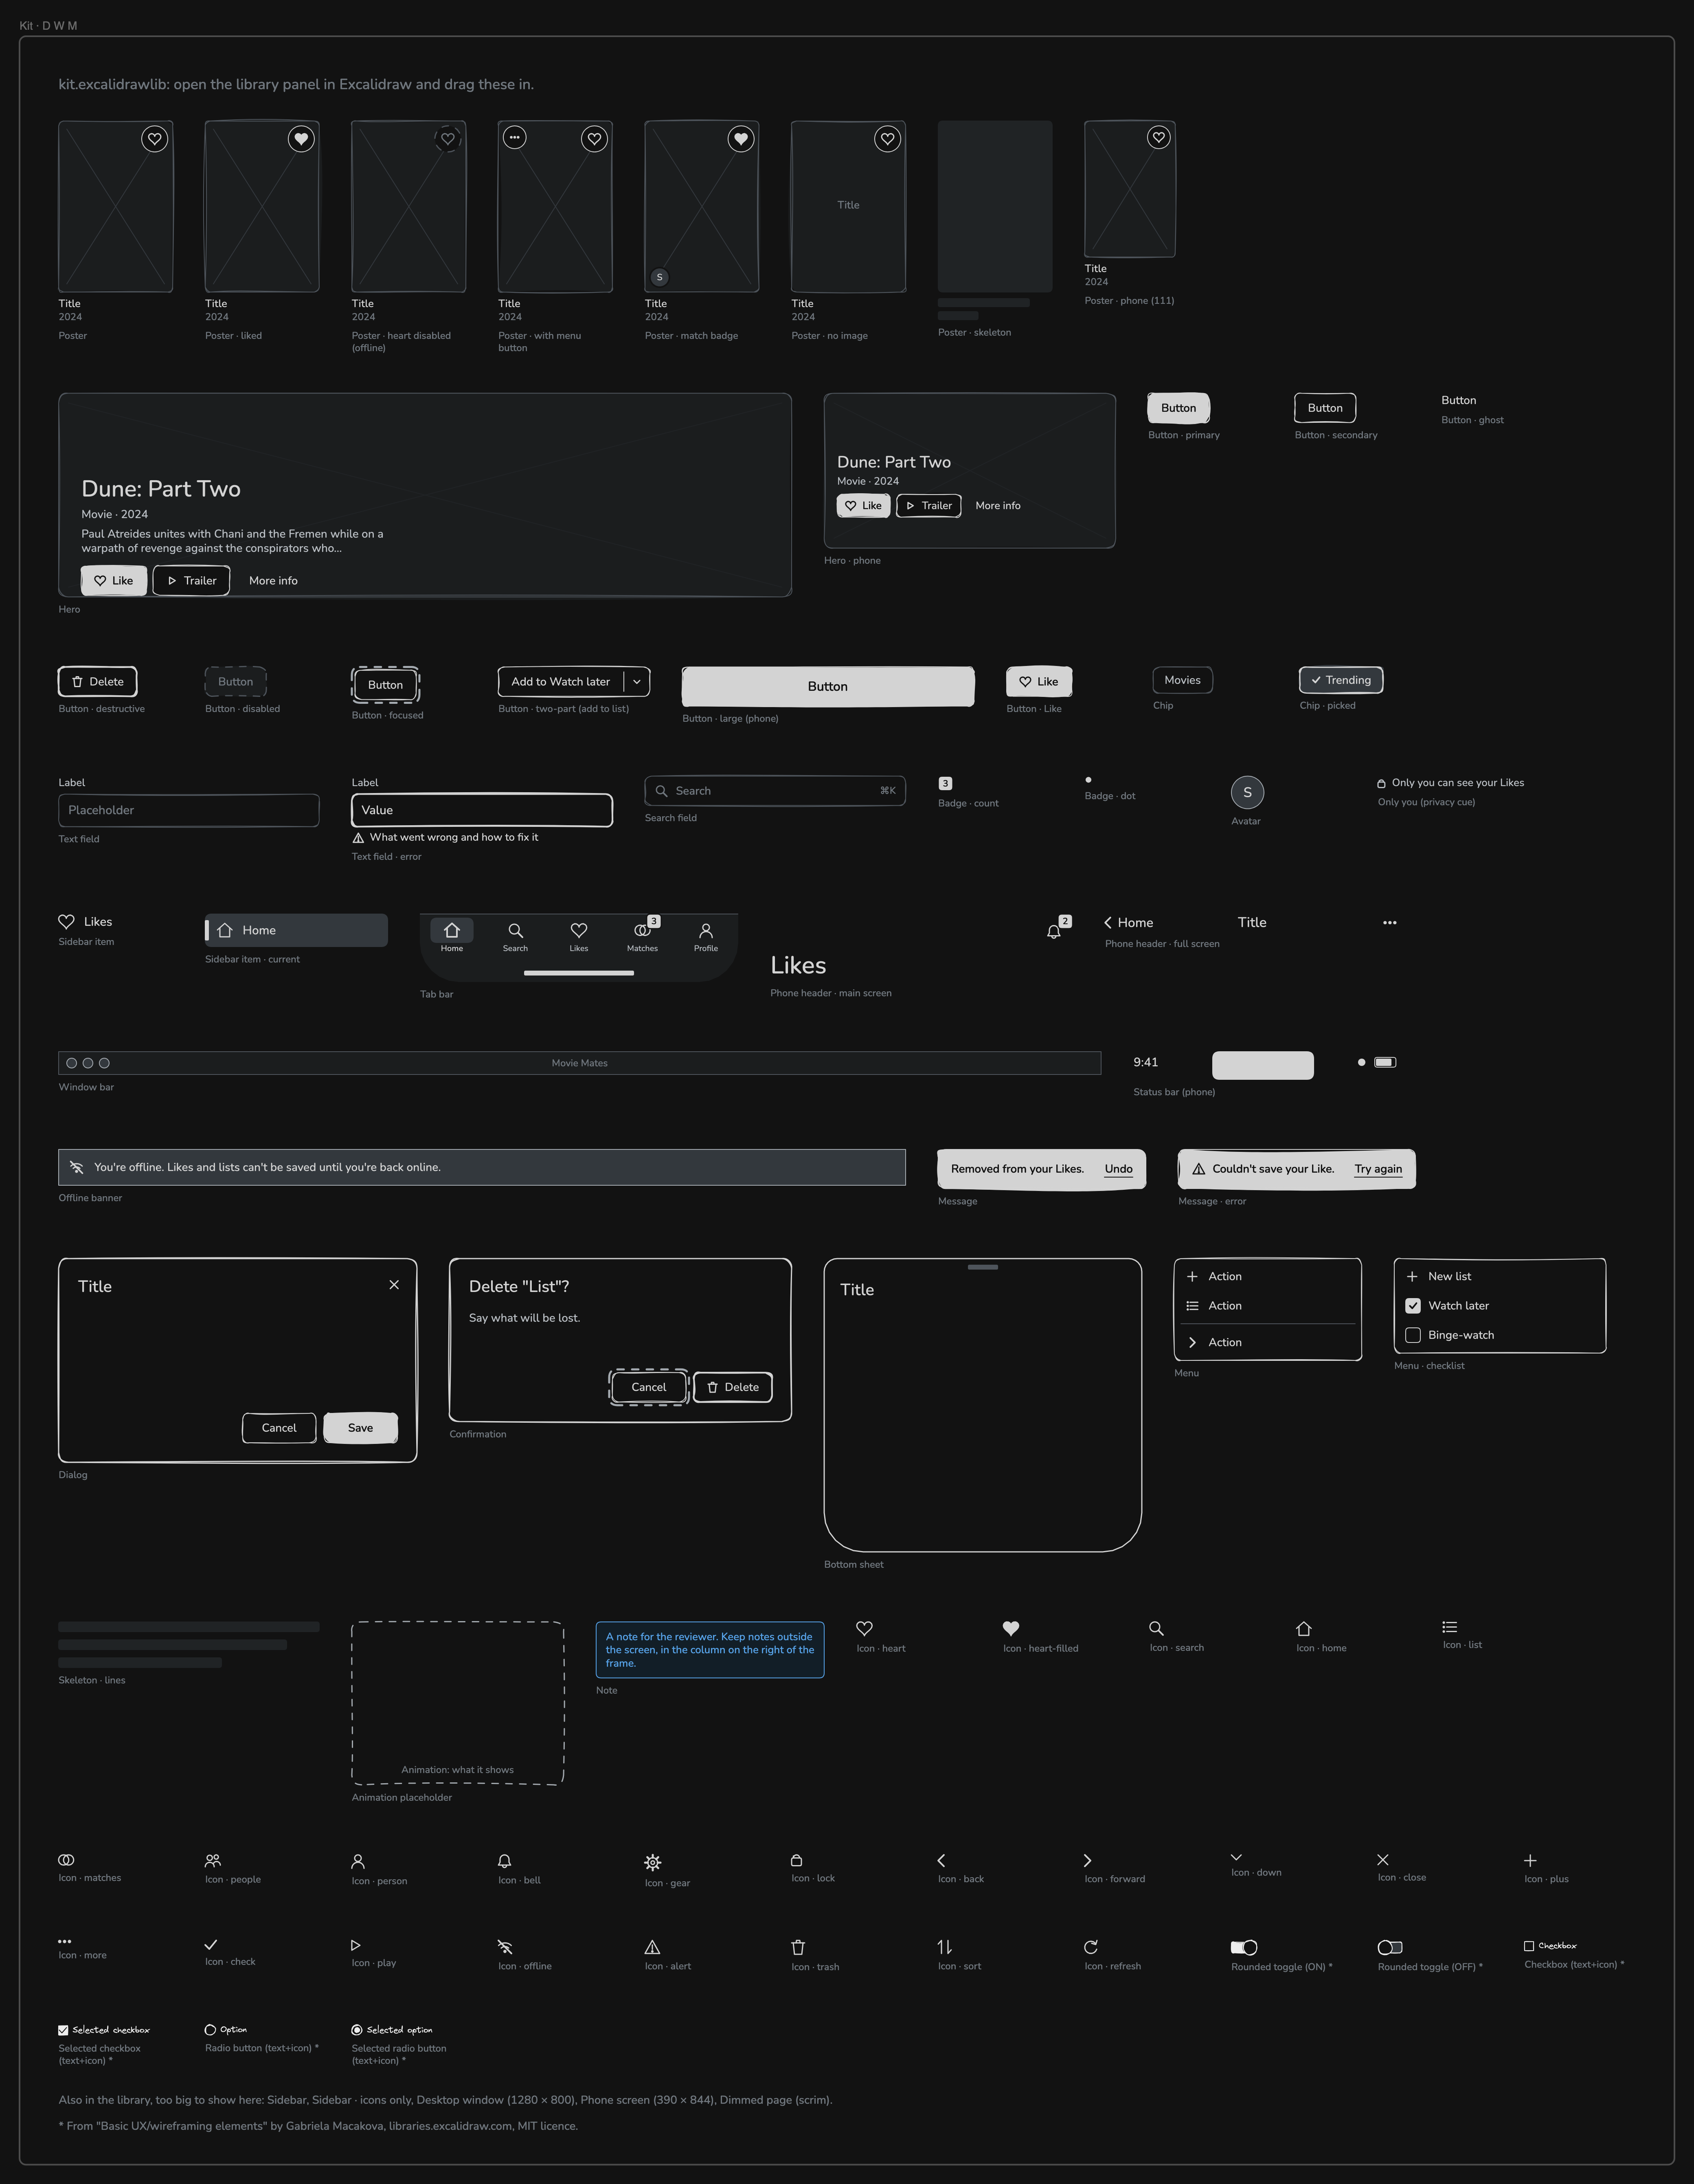 Kit · D W M
kit.excalidrawlib: open the library panel in Excalidraw and drag these in.
Title
2024
Poster
Title
2024
Poster · liked
Title
2024
Poster · heart disabled
(offline)
Title
2024
Poster · with menu
button
S
Title
2024
Poster · match badge
Title
Title
2024
Poster · no image
Poster · skeleton
Title
2024
Poster · phone (111)
Dune: Part Two
Movie · 2024
Paul Atreides unites with Chani and the Fremen while on a
warpath of revenge against the conspirators who...
Like
Trailer
More info
Hero
Dune: Part Two
Movie · 2024
Like
Trailer
More info
Hero · phone
Button
Button · primary
Button
Button · secondary
Button
Button · ghost
Delete
Button · destructive
Button
Button · disabled
Button
Button · focused
Add to Watch later
Button · two-part (add to list)
Button
Button · large (phone)
Like
Button · Like
Movies
Chip
Trending
Chip · picked
Label
Placeholder
Text field
Label
Value
What went wrong and how to fix it
Text field · error
Search
⌘K
Search field
3
Badge · count
Badge · dot
S
Avatar
Only you can see your Likes
Only you (privacy cue)
Likes
Sidebar item
Home
Sidebar item · current
Home
Search
Likes
3
Matches
Profile
Tab bar
2
Likes
Phone header · main screen
Home
Title
Phone header · full screen
Movie Mates
Window bar
9:41
Status bar (phone)
You're offline. Likes and lists can't be saved until you're back online.
Offline banner
Removed from your Likes.
Undo
Message
Couldn't save your Like.
Try again
Message · error
Title
Cancel
Save
Dialog
Delete "List"?
Say what will be lost.
Cancel
Delete
Confirmation
Title
Bottom sheet
Action
Action
Action
Menu
New list
Watch later
Binge-watch
Menu · checklist
Skeleton · lines
Animation: what it shows
Animation placeholder
A note for the reviewer. Keep notes outside
the screen, in the column on the right of the
frame.
Note
Icon · heart
Icon · heart-filled
Icon · search
Icon · home
Icon · list
Icon · matches
Icon · people
Icon · person
Icon · bell
Icon · gear
Icon · lock
Icon · back
Icon · forward
Icon · down
Icon · close
Icon · plus
Icon · more
Icon · check
Icon · play
Icon · offline
Icon · alert
Icon · trash
Icon · sort
Icon · refresh
Rounded toggle (ON) *
Rounded toggle (OFF) *
Checkbox
Checkbox (text+icon) *
Selected checkbox
Selected checkbox
(text+icon) *
Option
Radio button (text+icon) *
Selected option
Selected radio button
(text+icon) *
Also in the library, too big to show here: Sidebar, Sidebar · icons only, Desktop window (1280 × 800), Phone screen (390 × 844), Dimmed page (scrim).
* From "Basic UX/wireframing elements" by Gabriela Macakova, libraries.excalidraw.com, MIT licence.